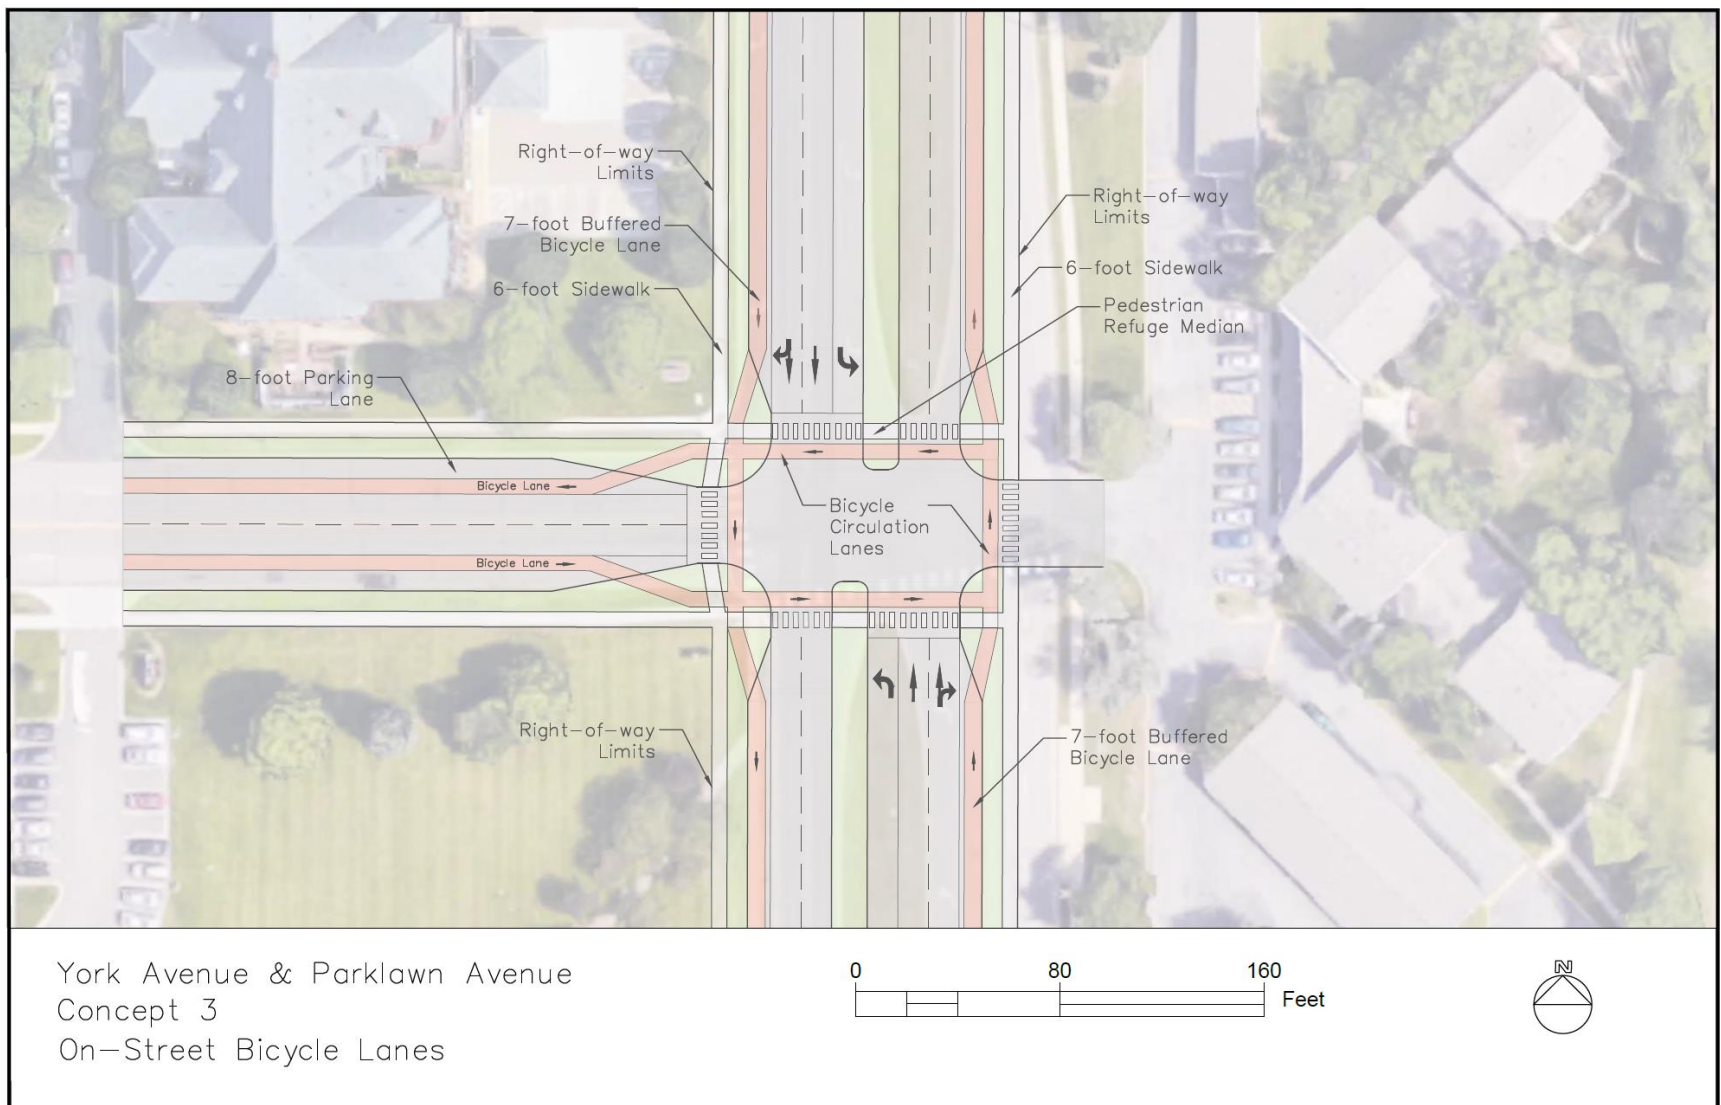 Right-of-way
Limits
7-foot Buffered
Bicycle Lane
6-foot Sidewalk
8-foot Parking
Lane
Right-of-way
Limits
6-foot Sidewalk
Pedestrian
Refuge Median
Bicycle Lane
Bicycle
Circulation
Lanes
Bicycle Lane
Right-of-way
Limits
7-foot Buffered
Bicycle Lane
York Avenue & Parklawn Avenue
Concept 3
On-Street Bicycle Lanes
0 80 160
Feet
N